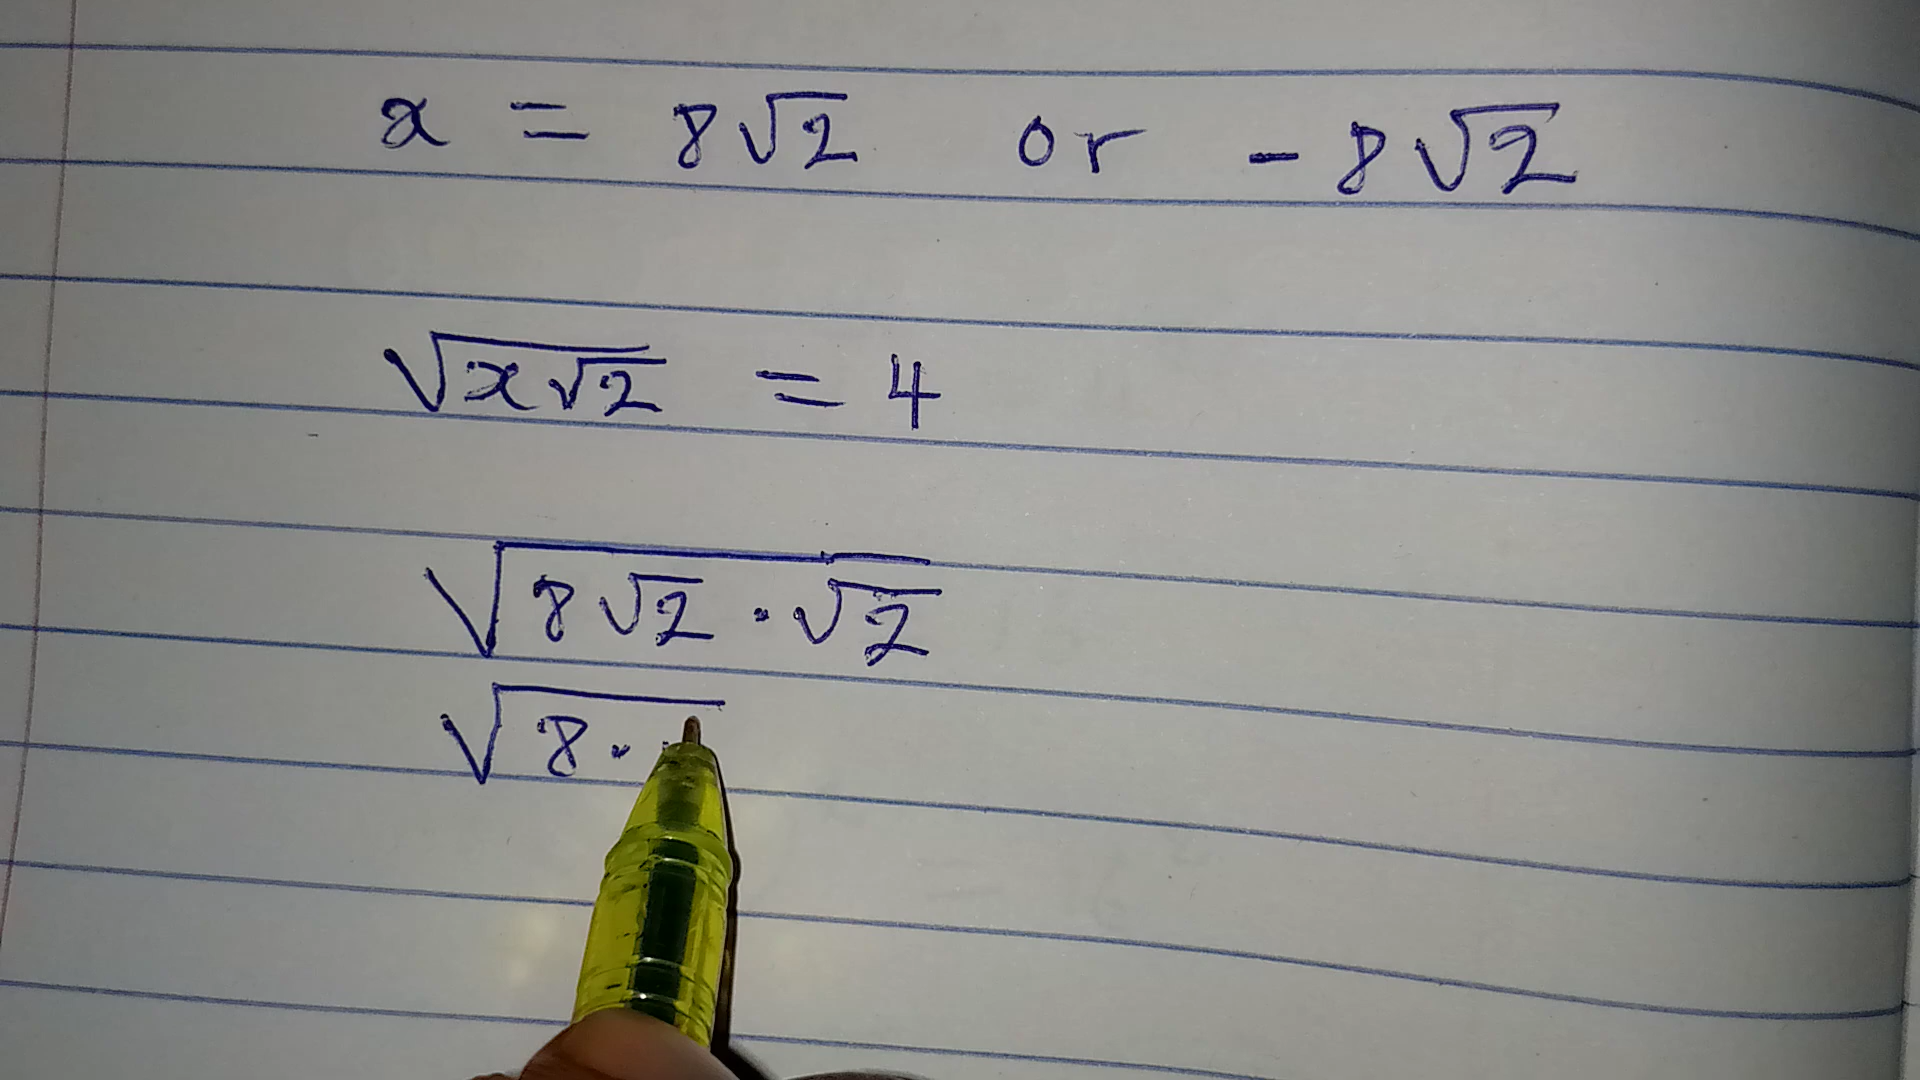 x = 8√2 or -8√2
√(x√2) = 4
√(8√2 · √2)
√(8 ·